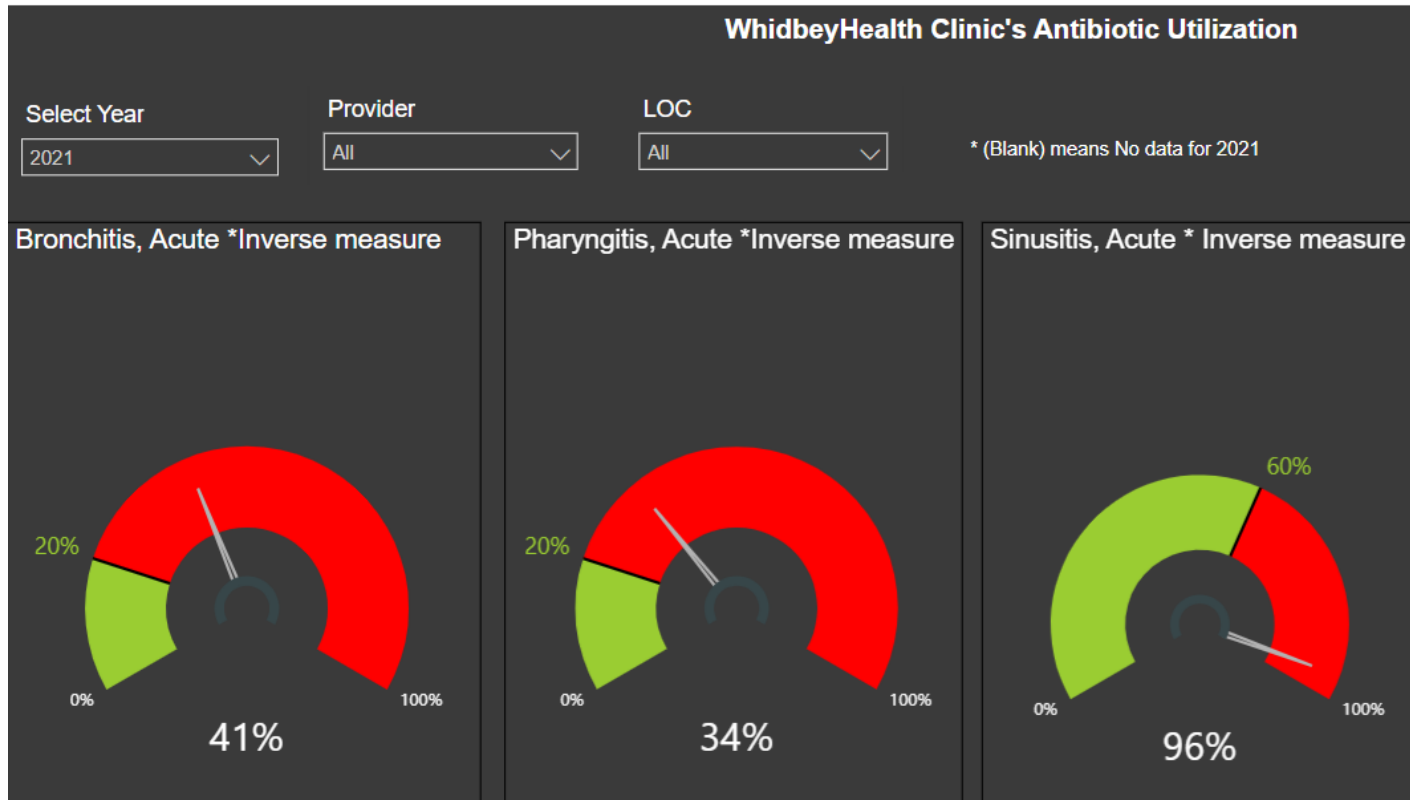 WhidbeyHealth Clinic's Antibiotic Utilization
Select Year
2021
Provider
All
LOC
All
* (Blank) means No data for 2021
Bronchitis, Acute *Inverse measure
20%
0%
100%
41%
Pharyngitis, Acute *Inverse measure
20%
0%
100%
34%
Sinusitis, Acute * Inverse measure
60%
0%
100%
96%